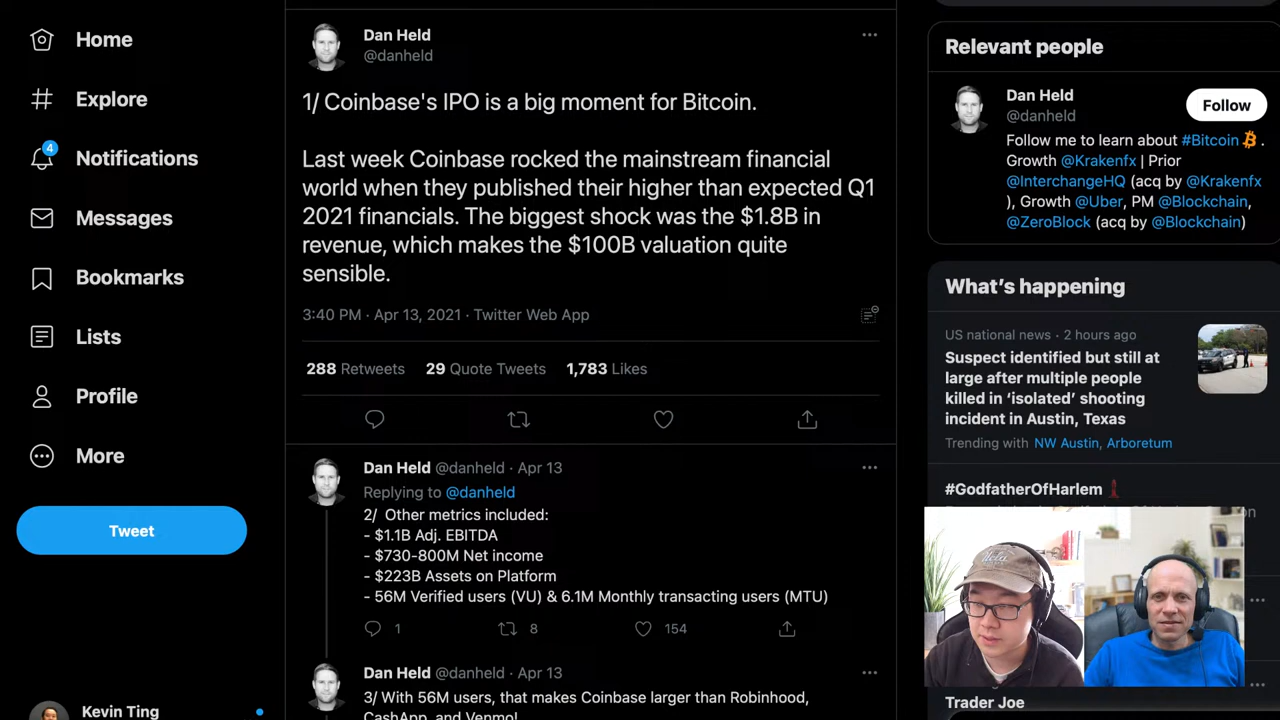 Home
Explore
4
Notifications
Messages
Bookmarks
Lists
Profile
More
Tweet
Kevin Ting
Dan Held
@danheld
1/ Coinbase's IPO is a big moment for Bitcoin.
Last week Coinbase rocked the mainstream financial
world when they published their higher than expected Q1
2021 financials. The biggest shock was the $1.8B in
revenue, which makes the $100B valuation quite
sensible.
3:40 PM · Apr 13, 2021 · Twitter Web App
288 Retweets 29 Quote Tweets 1,783 Likes
Dan Held @danheld · Apr 13
Replying to @danheld
2/ Other metrics included:
- $1.1B Adj. EBITDA
- $730-800M Net income
- $223B Assets on Platform
- 56M Verified users (VU) & 6.1M Monthly transacting users (MTU)
1 8 154
Dan Held @danheld · Apr 13
3/ With 56M users, that makes Coinbase larger than Robinhood,
CashApp, and Venmo!
Relevant people
Dan Held
@danheld
Follow
Follow me to learn about #Bitcoin .
Growth @Krakenfx | Prior
@InterchangeHQ (acq by @Krakenfx
), Growth @Uber, PM @Blockchain,
@ZeroBlock (acq by @Blockchain)
What's happening
US national news · 2 hours ago
Suspect identified but still at
large after multiple people
killed in ‘isolated’ shooting
incident in Austin, Texas
Trending with NW Austin, Arboretum
#GodfatherOfHarlem
Trader Joe